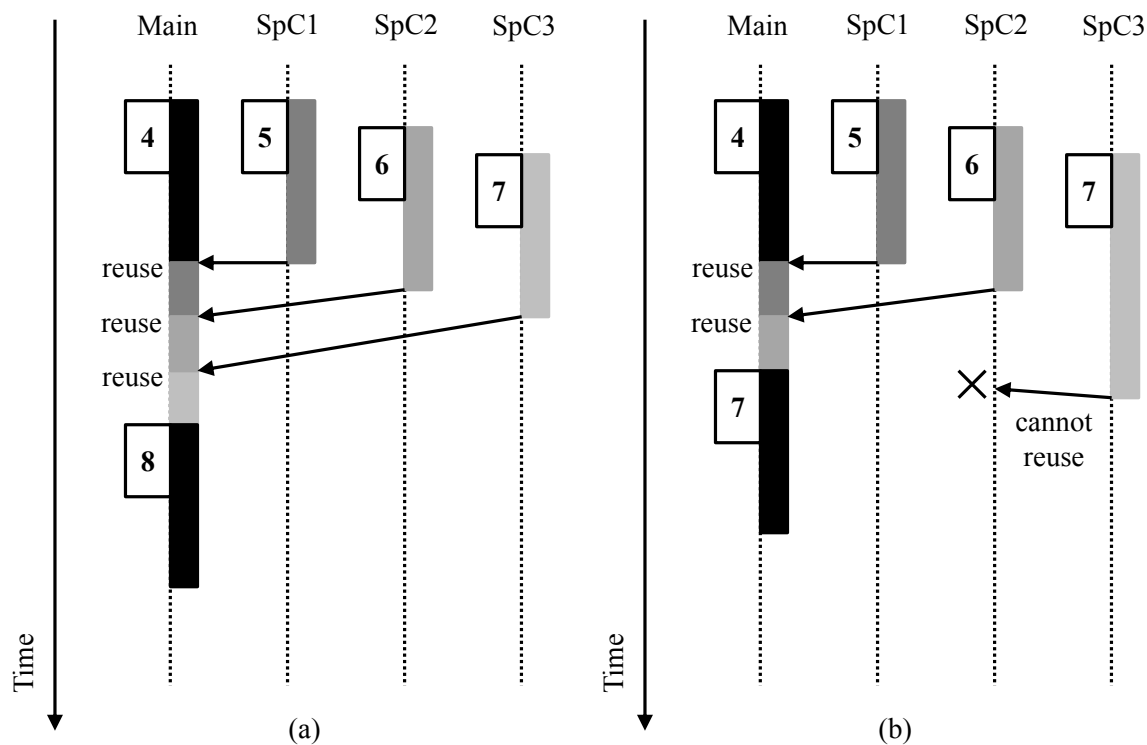 Main SpC1 SpC2 SpC3
4
5
6
7
reuse
reuse
reuse
8
Time
(a)
Main SpC1 SpC2 SpC3
4
5
6
7
reuse
reuse
7
cannot
reuse
Time
(b)